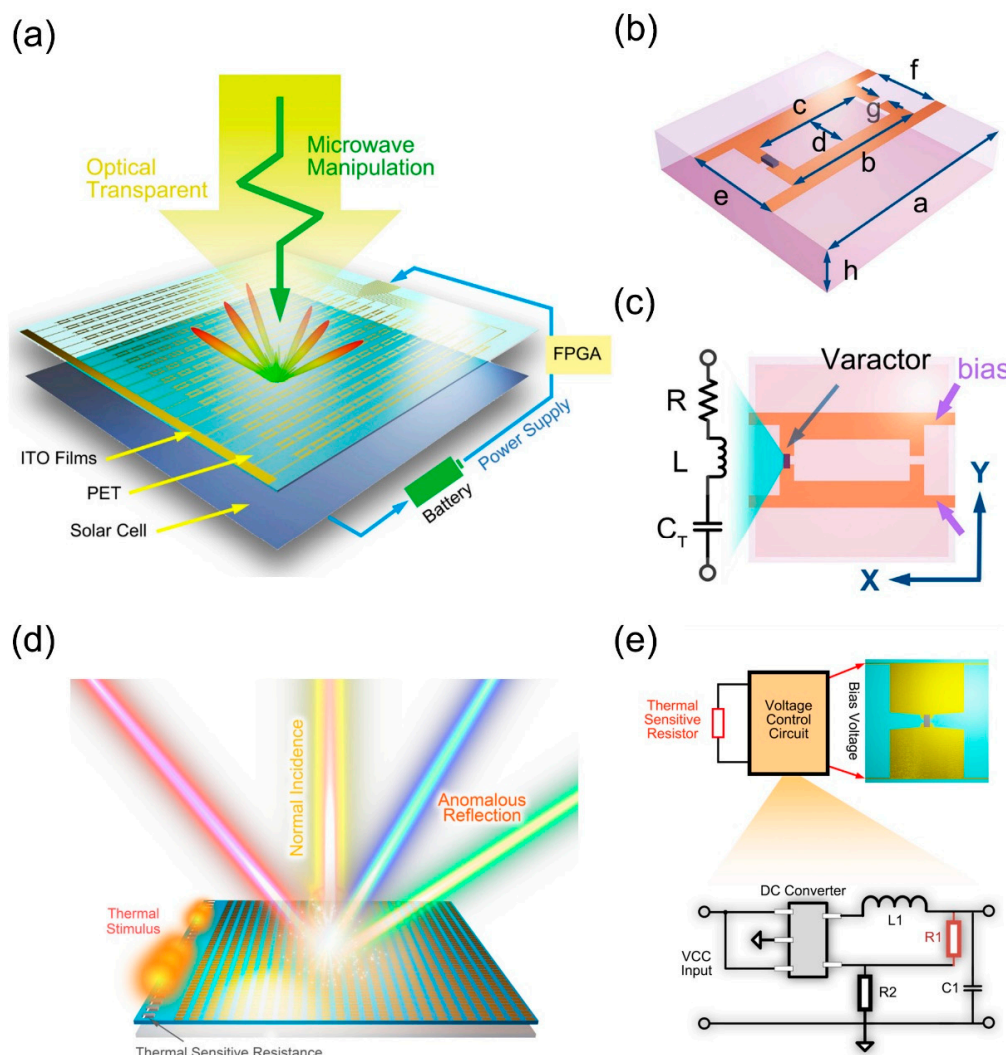 (a)
Optical
Transparent
Microwave
Manipulation
FPGA
Power Supply
Battery
ITO Films
PET
Solar Cell
(b)
f
c
g
d
b
e
a
h
(c)
Varactor
bias
R
L
C_T
Y
X
(d)
Normal Incidence
Anomalous
Reflection
Thermal
Stimulus
Thermal Sensitive Resistance
(e)
Thermal
Sensitive
Resistor
Voltage
Control
Circuit
Bias Voltage
DC Converter
L1
R1
VCC
Input
R2
C1